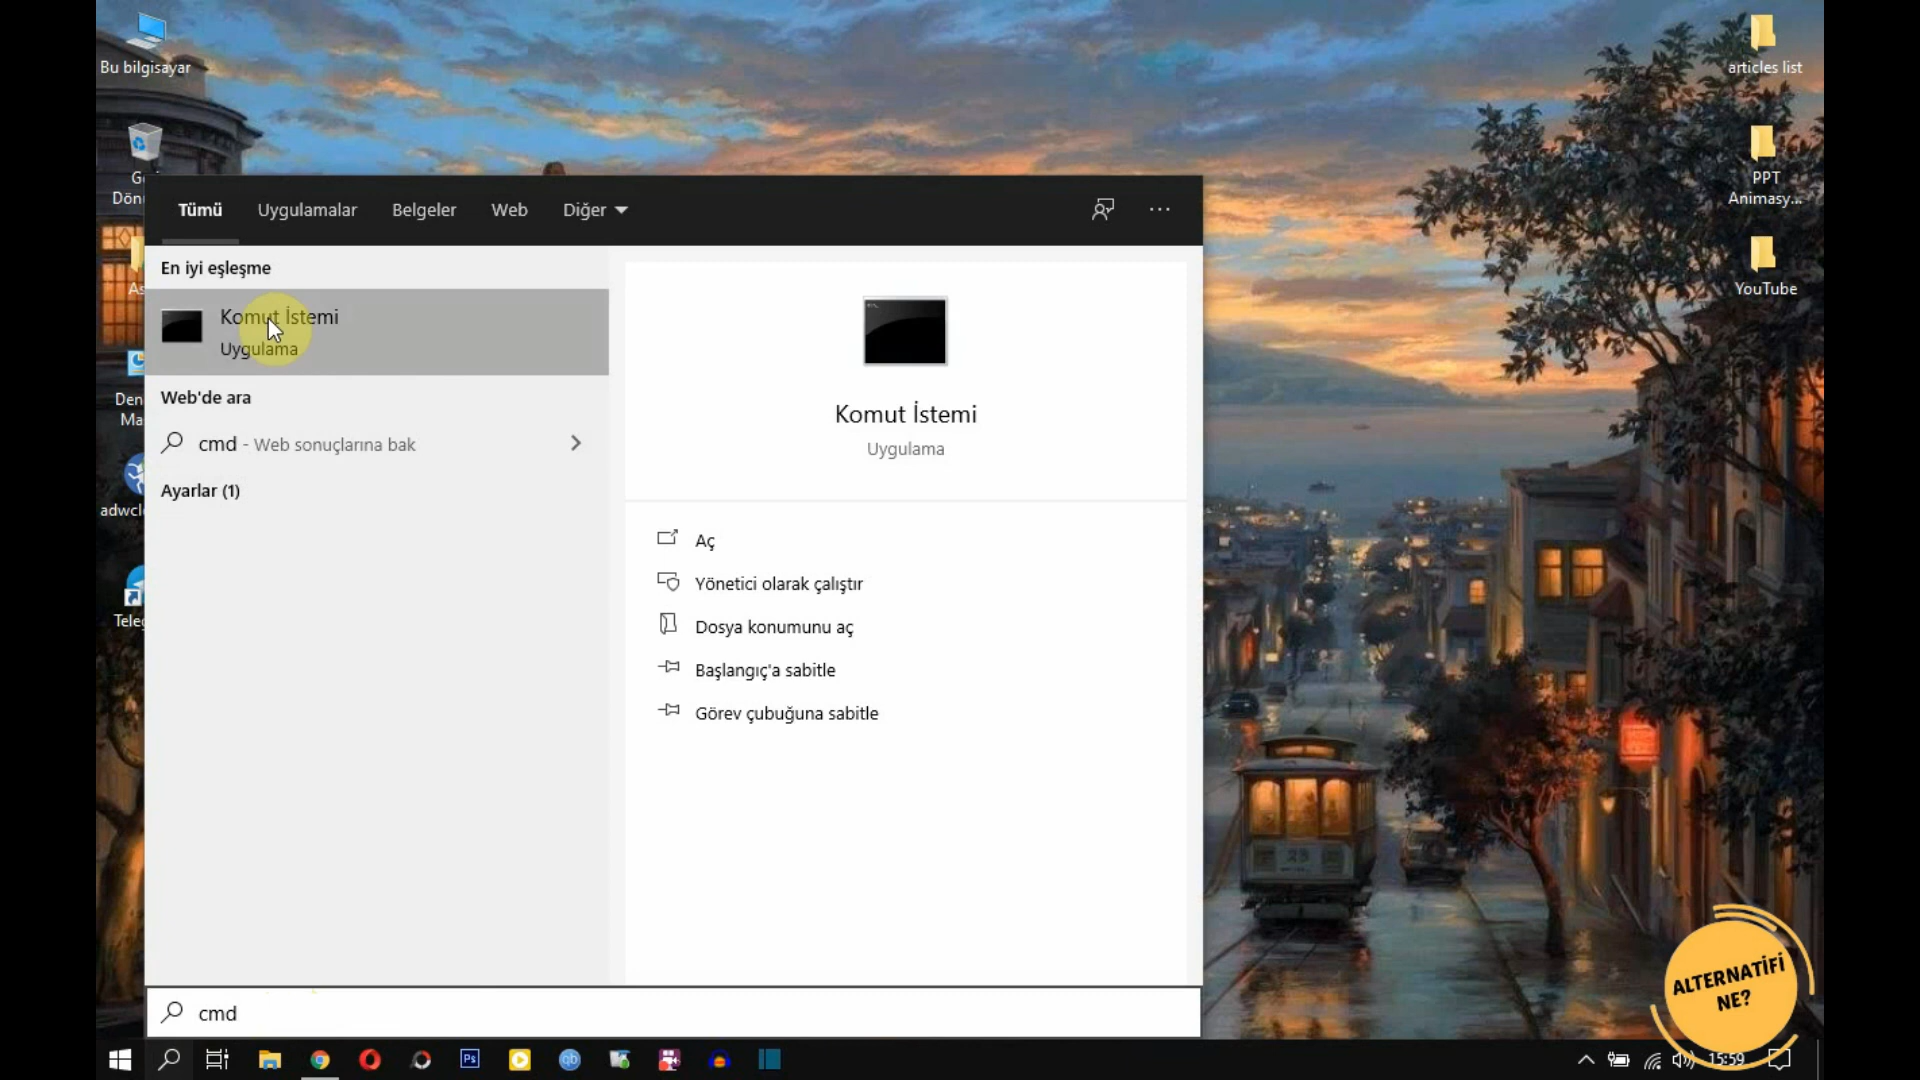 Bu bilgisayar
articles list
PPT
Animasy...
YouTube
Tümü
Uygulamalar
Belgeler
Web
Diğer
En iyi eşleşme
Komut İstemi
Uygulama
Web'de ara
cmd - Web sonuçlarına bak
Ayarlar (1)
Komut İstemi
Uygulama
Aç
Yönetici olarak çalıştır
Dosya konumunu aç
Başlangıç'a sabitle
Görev çubuğuna sabitle
cmd
Ps
qb
15:59
ALTERNATİFİ
NE?